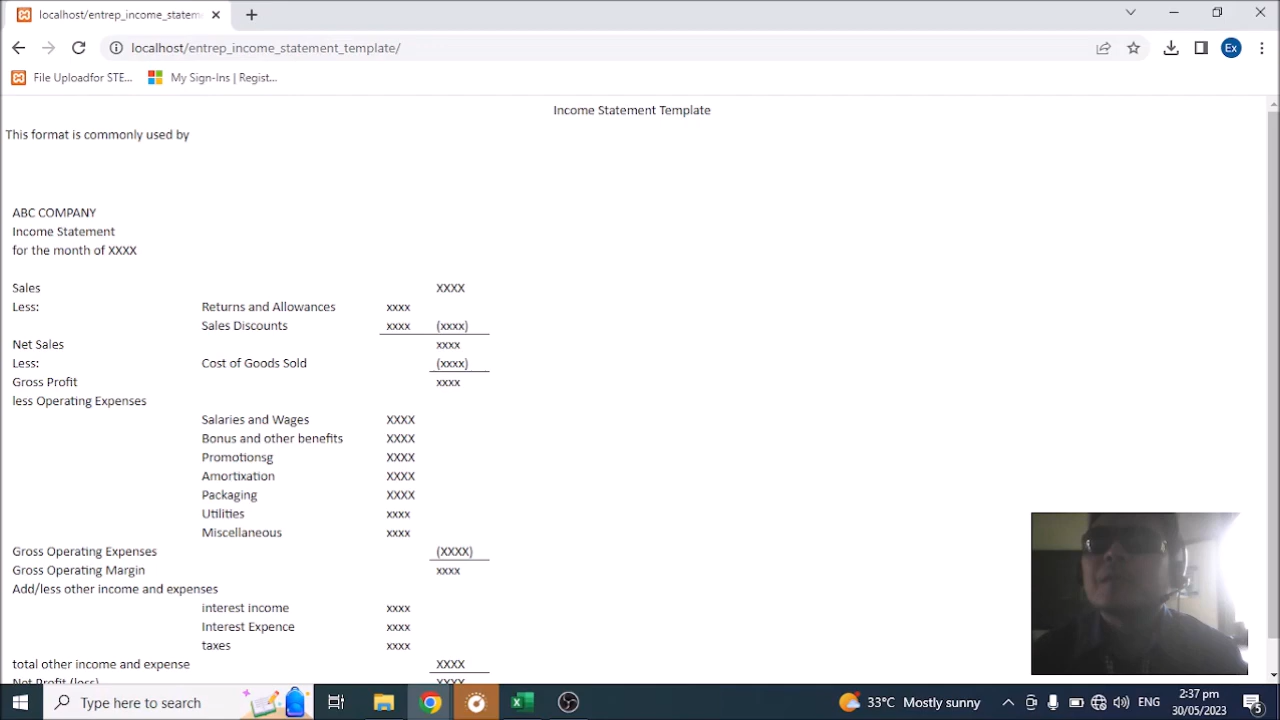 localhost/entrep_income_statem
localhost/entrep_income_statement_template/
Ex
File Uploadfor STE...
My Sign-Ins | Regist...
Income Statement Template
This format is commonly used by
ABC COMPANY
Income Statement
for the month of XXXX
Sales XXXX
Less: Returns and Allowances xxxx
Sales Discounts xxxx (xxxx)
Net Sales xxxx
Less: Cost of Goods Sold (xxxx)
Gross Profit xxxx
less Operating Expenses
Salaries and Wages XXXX
Bonus and other benefits XXXX
Promotionsg XXXX
Amortixation XXXX
Packaging XXXX
Utilities xxxx
Miscellaneous xxxx
Gross Operating Expenses (XXXX)
Gross Operating Margin xxxx
Add/less other income and expenses
interest income xxxx
Interest Expence xxxx
taxes xxxx
total other income and expense XXXX
Net Profit (loss) XXXX
Type here to search
33°C Mostly sunny
ENG
2:37 pm
30/05/2023
5